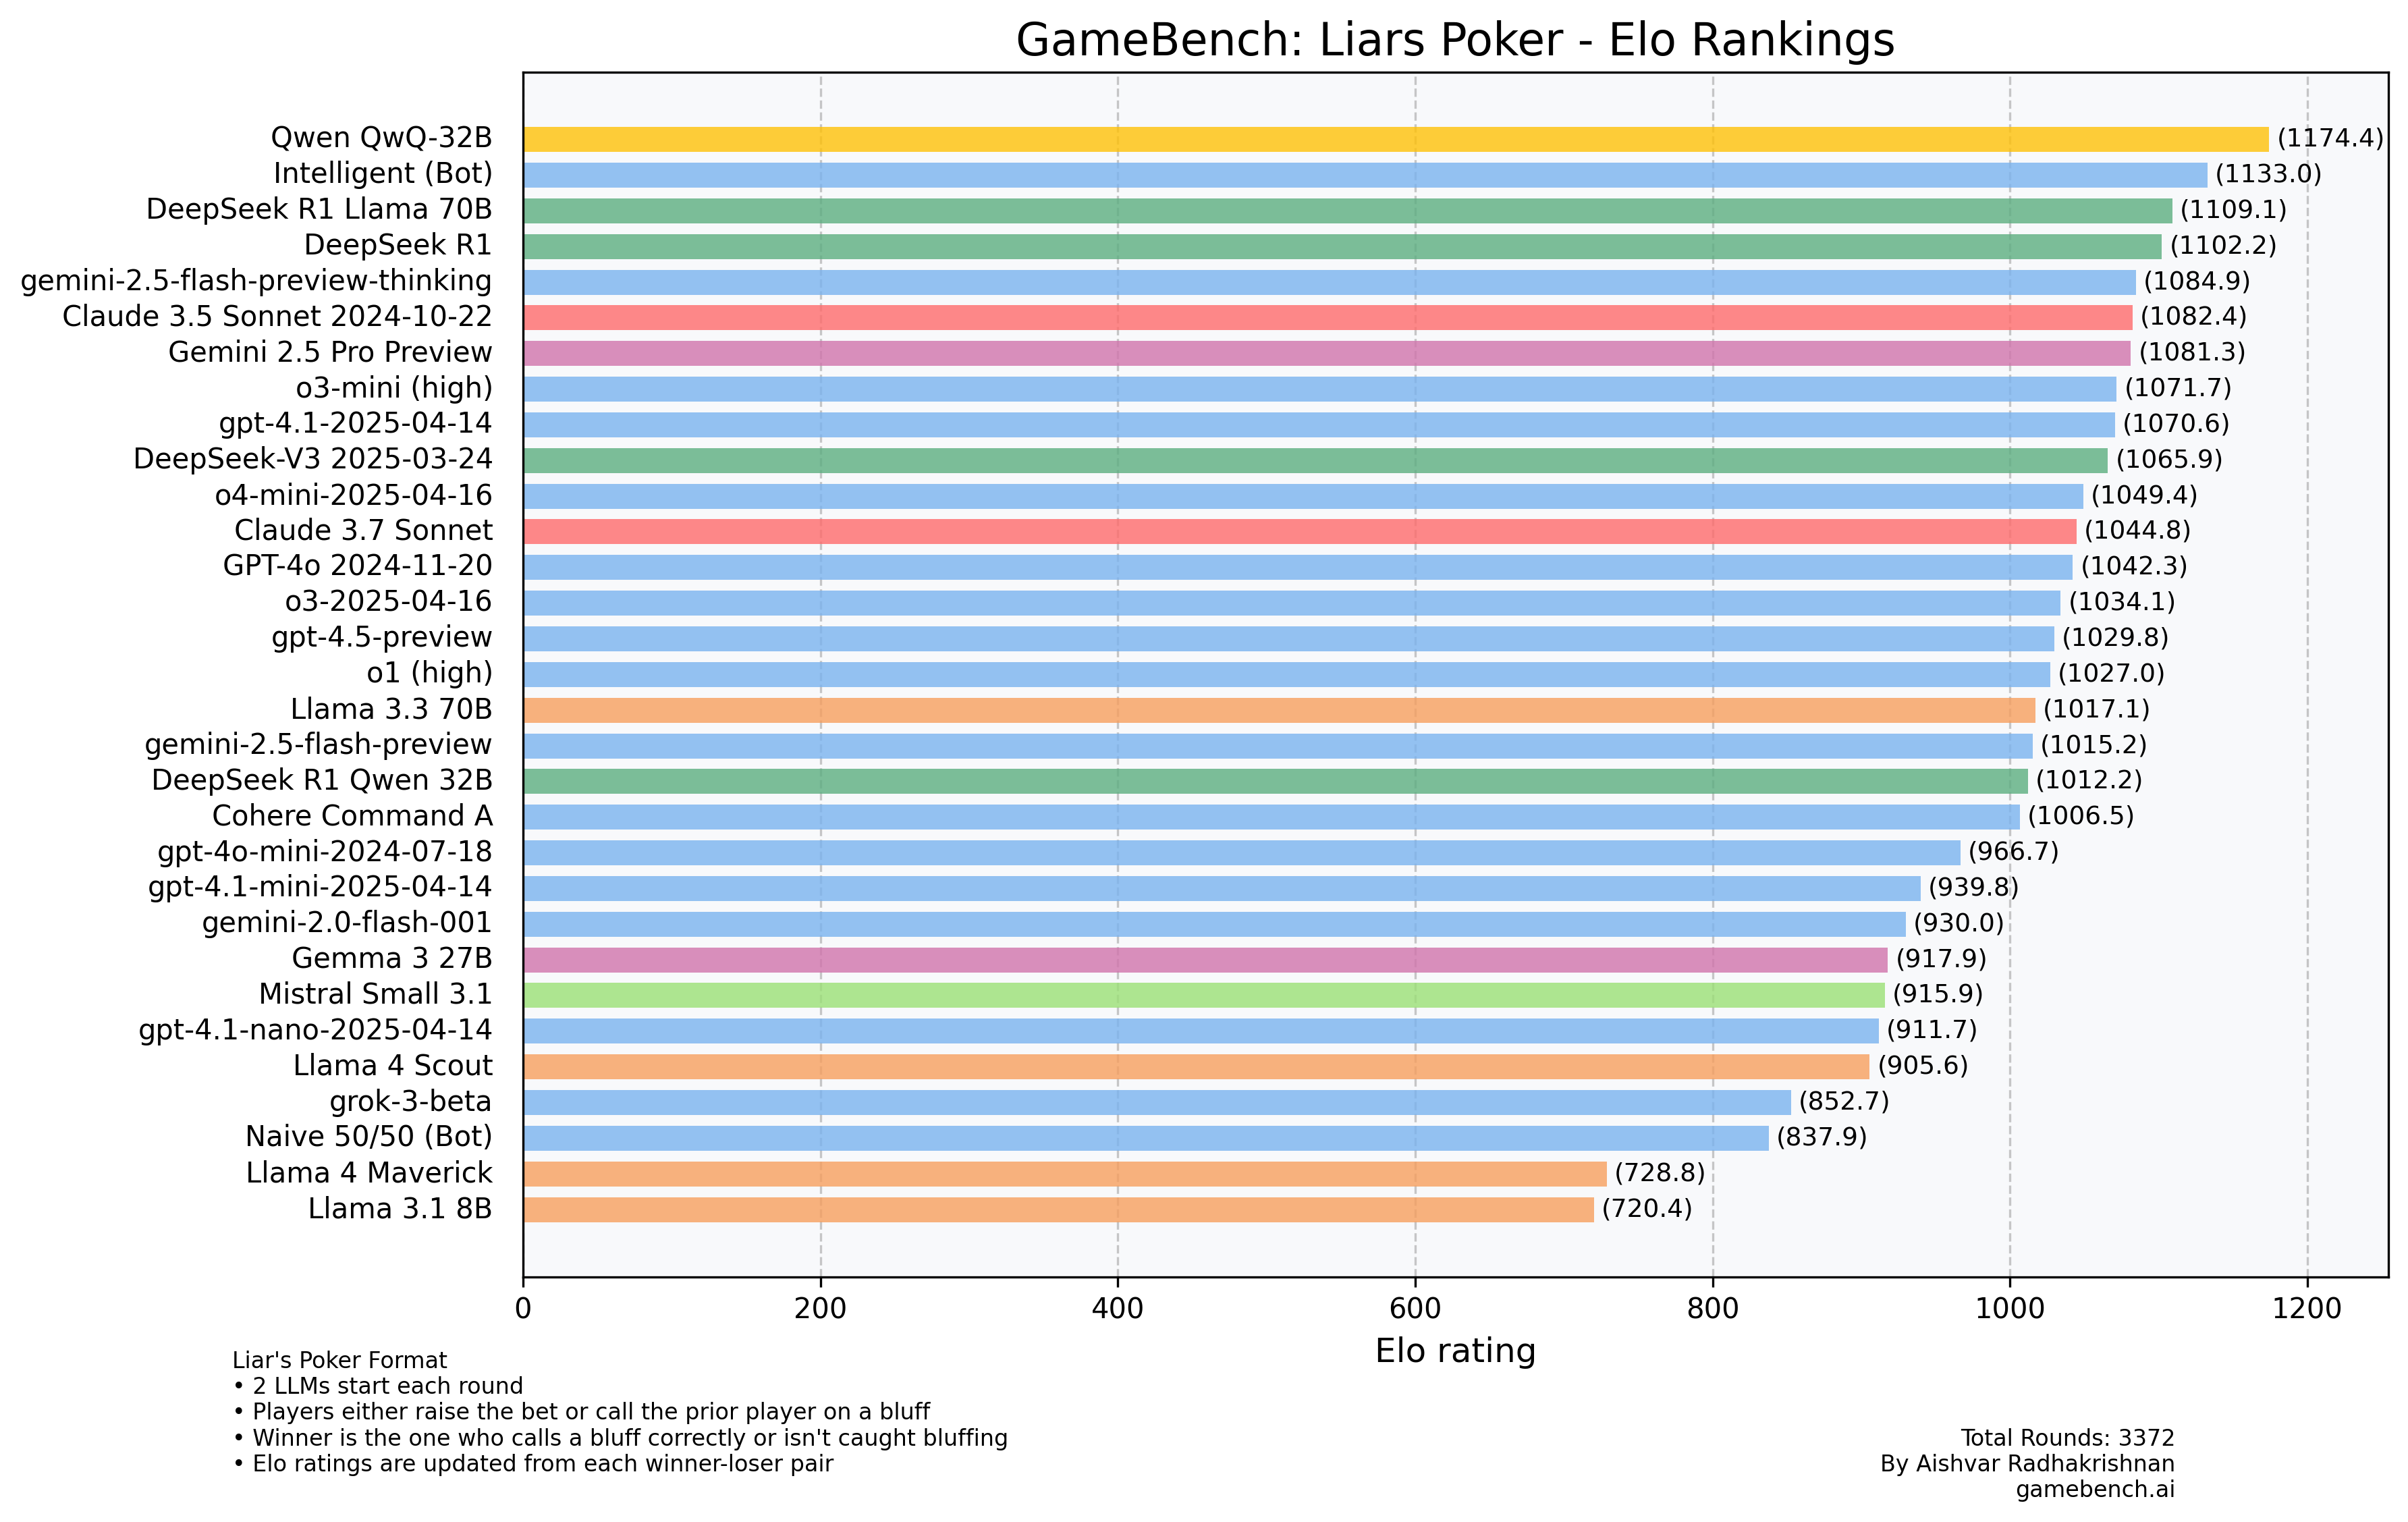 GameBench: Liars Poker - Elo Rankings
Qwen QwQ-32B (1174.4)
Intelligent (Bot) (1133.0)
DeepSeek R1 Llama 70B (1109.1)
DeepSeek R1 (1102.2)
gemini-2.5-flash-preview-thinking (1084.9)
Claude 3.5 Sonnet 2024-10-22 (1082.4)
Gemini 2.5 Pro Preview (1081.3)
o3-mini (high) (1071.7)
gpt-4.1-2025-04-14 (1070.6)
DeepSeek-V3 2025-03-24 (1065.9)
o4-mini-2025-04-16 (1049.4)
Claude 3.7 Sonnet (1044.8)
GPT-4o 2024-11-20 (1042.3)
o3-2025-04-16 (1034.1)
gpt-4.5-preview (1029.8)
o1 (high) (1027.0)
Llama 3.3 70B (1017.1)
gemini-2.5-flash-preview (1015.2)
DeepSeek R1 Qwen 32B (1012.2)
Cohere Command A (1006.5)
gpt-4o-mini-2024-07-18 (966.7)
gpt-4.1-mini-2025-04-14 (939.8)
gemini-2.0-flash-001 (930.0)
Gemma 3 27B (917.9)
Mistral Small 3.1 (915.9)
gpt-4.1-nano-2025-04-14 (911.7)
Llama 4 Scout (905.6)
grok-3-beta (852.7)
Naive 50/50 (Bot) (837.9)
Llama 4 Maverick (728.8)
Llama 3.1 8B (720.4)
0 200 400 600 800 1000 1200
Elo rating
Liar's Poker Format
• 2 LLMs start each round
• Players either raise the bet or call the prior player on a bluff
• Winner is the one who calls a bluff correctly or isn't caught bluffing
• Elo ratings are updated from each winner-loser pair
Total Rounds: 3372
By Aishvar Radhakrishnan
gamebench.ai